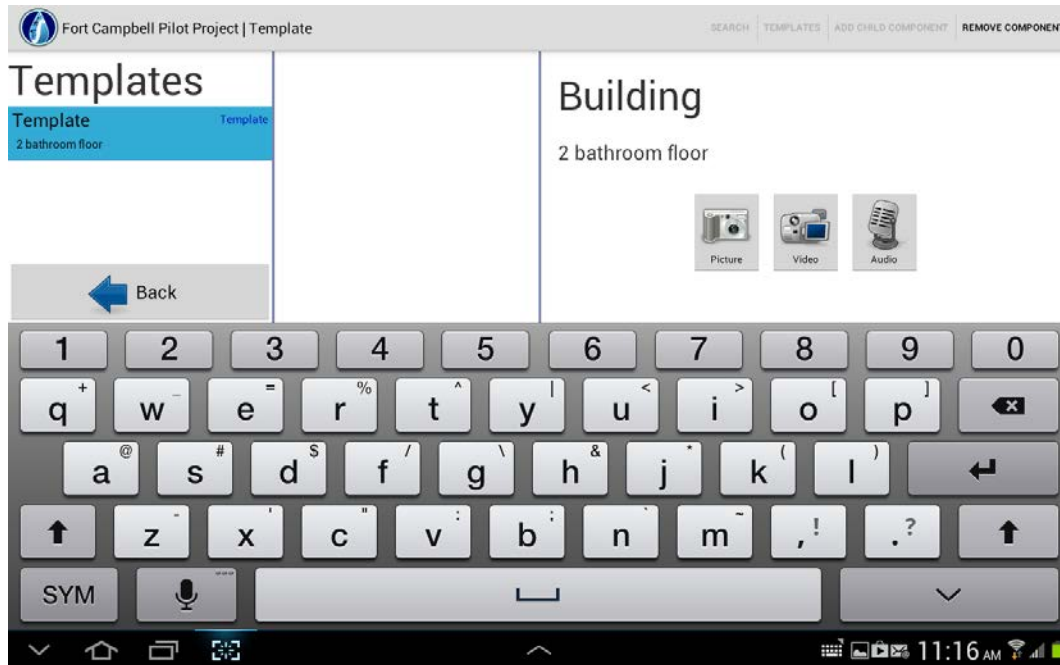 Fort Campbell Pilot Project | Template
SEARCH TEMPLATES ADD CHILD COMPONENT REMOVE COMPONEN
Templates
Template Template
2 bathroom floor
Back
Building
2 bathroom floor
Picture Video Audio
1 2 3 4 5 6 7 8 9 0
+ _ = % ^ | < > [ ]
q w e r t y u i o p
@ # $ / \ & * ( )
a s d f g h j k l
- ' " : ; ` ~ ! ?
z x c v b n m , .
SYM
11:16 AM